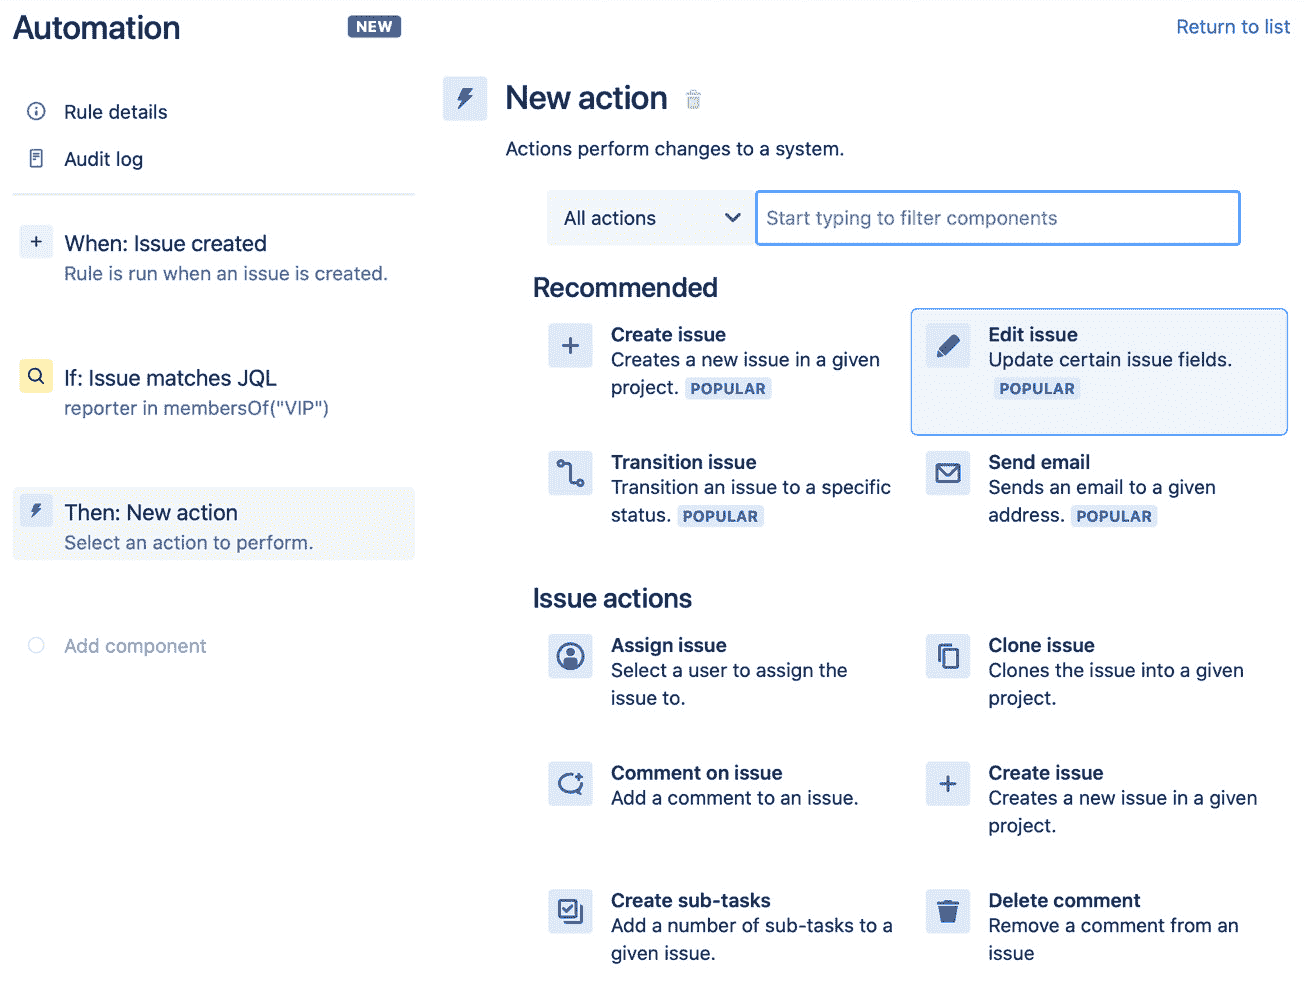 Automation
NEW
Return to list
Rule details
Audit log
When: Issue created
Rule is run when an issue is created.
If: Issue matches JQL
reporter in membersOf("VIP")
Then: New action
Select an action to perform.
Add component
New action
Actions perform changes to a system.
All actions
Start typing to filter components
Recommended
Create issue
Creates a new issue in a given
project. POPULAR
Edit issue
Update certain issue fields.
POPULAR
Transition issue
Transition an issue to a specific
status. POPULAR
Send email
Sends an email to a given
address. POPULAR
Issue actions
Assign issue
Select a user to assign the
issue to.
Clone issue
Clones the issue into a given
project.
Comment on issue
Add a comment to an issue.
Create issue
Creates a new issue in a given
project.
Create sub-tasks
Add a number of sub-tasks to a
given issue.
Delete comment
Remove a comment from an
issue